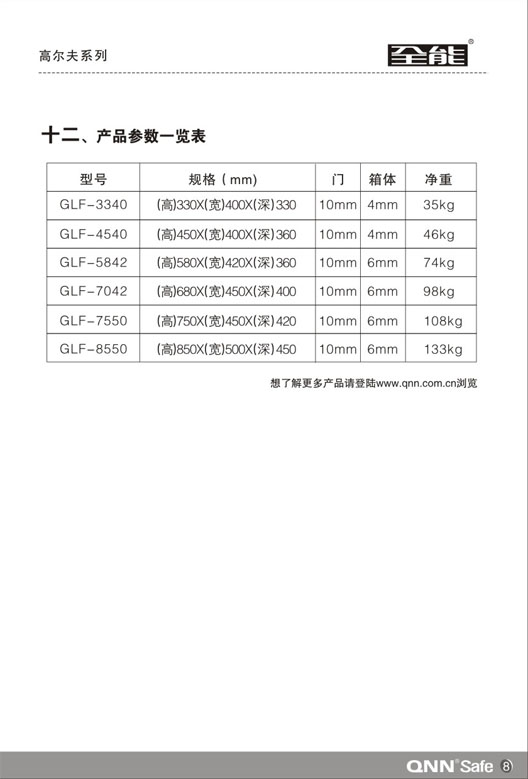 高尔夫系列
全能®
十二、产品参数一览表
型号 规格 (mm) 门 箱体 净重
GLF-3340 (高)330X(宽)400X(深)330 10mm 4mm 35kg
GLF-4540 (高)450X(宽)400X(深)360 10mm 4mm 46kg
GLF-5842 (高)580X(宽)420X(深)360 10mm 6mm 74kg
GLF-7042 (高)680X(宽)450X(深)400 10mm 6mm 98kg
GLF-7550 (高)750X(宽)450X(深)420 10mm 6mm 108kg
GLF-8550 (高)850X(宽)500X(深)450 10mm 6mm 133kg
想了解更多产品请登陆www.qnn.com.cn浏览
QNN®Safe 8